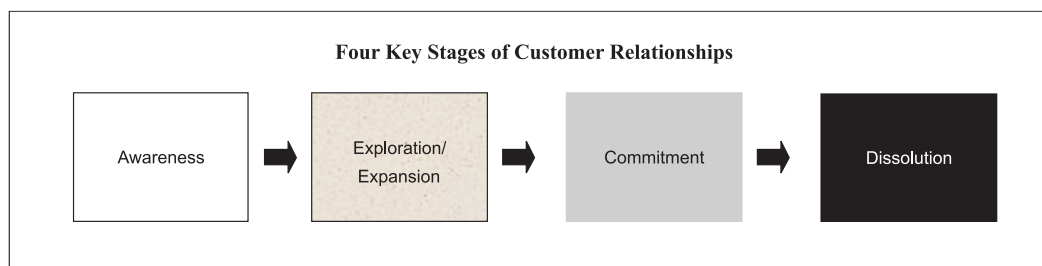 Four Key Stages of Customer Relationships
Awareness
Exploration/
Expansion
Commitment
Dissolution